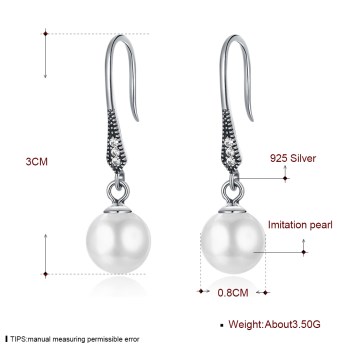 3CM
925 Silver
Imitation pearl
0.8CM
Weight:About3.50G
TIPS:manual measuring permissible error